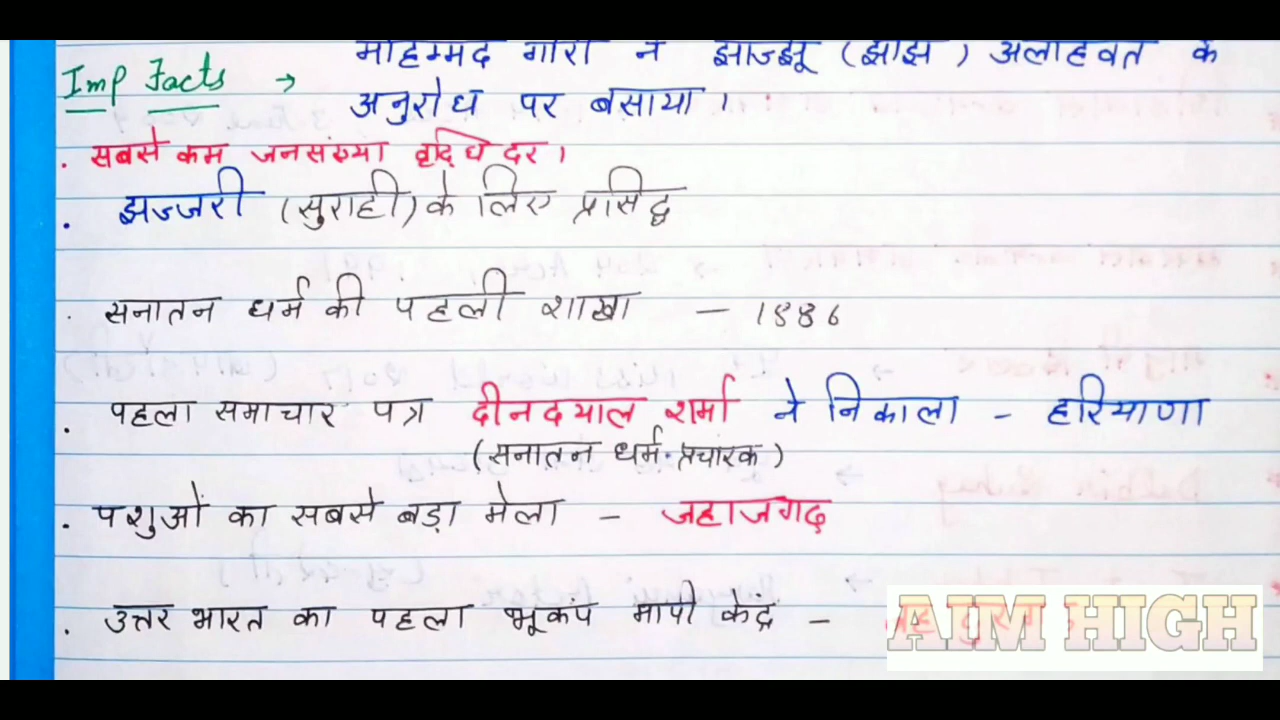 मोहम्मद गौरी ने झाज्झू (झोझ) अलाहवत के
Imp Facts → अनुरोध पर बसाया।
. सबसे कम जनसंख्या वृद्धि दर।
. झज्जरी (सुराही) के लिए प्रसिद्ध
. सनातन धर्म की पहली शाखा – 1886
. पहला समाचार पत्र दीनदयाल शर्मा ने निकाला – हरियाणा
(सनातन धर्म प्रचारक)
. पशुओं का सबसे बड़ा मेला – जहाजगढ़
. उत्तर भारत का पहला भूकंप मापी केंद्र –
AIM HIGH